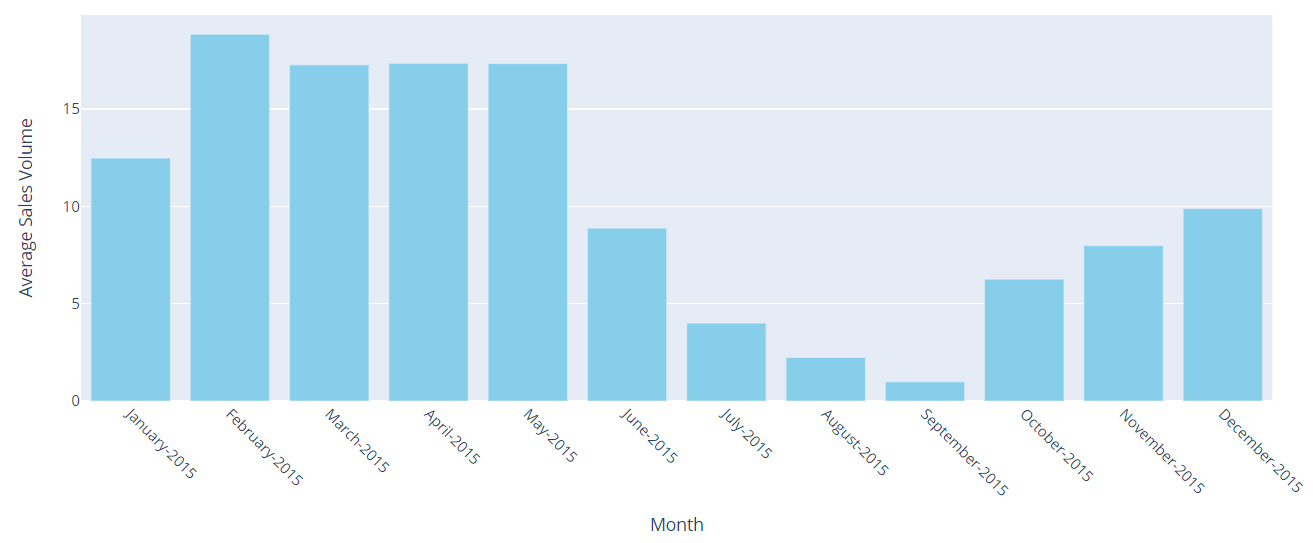 Average Sales Volume
15
10
5
0
January-2015
February-2015
March-2015
April-2015
May-2015
June-2015
July-2015
August-2015
September-2015
October-2015
November-2015
December-2015
Month